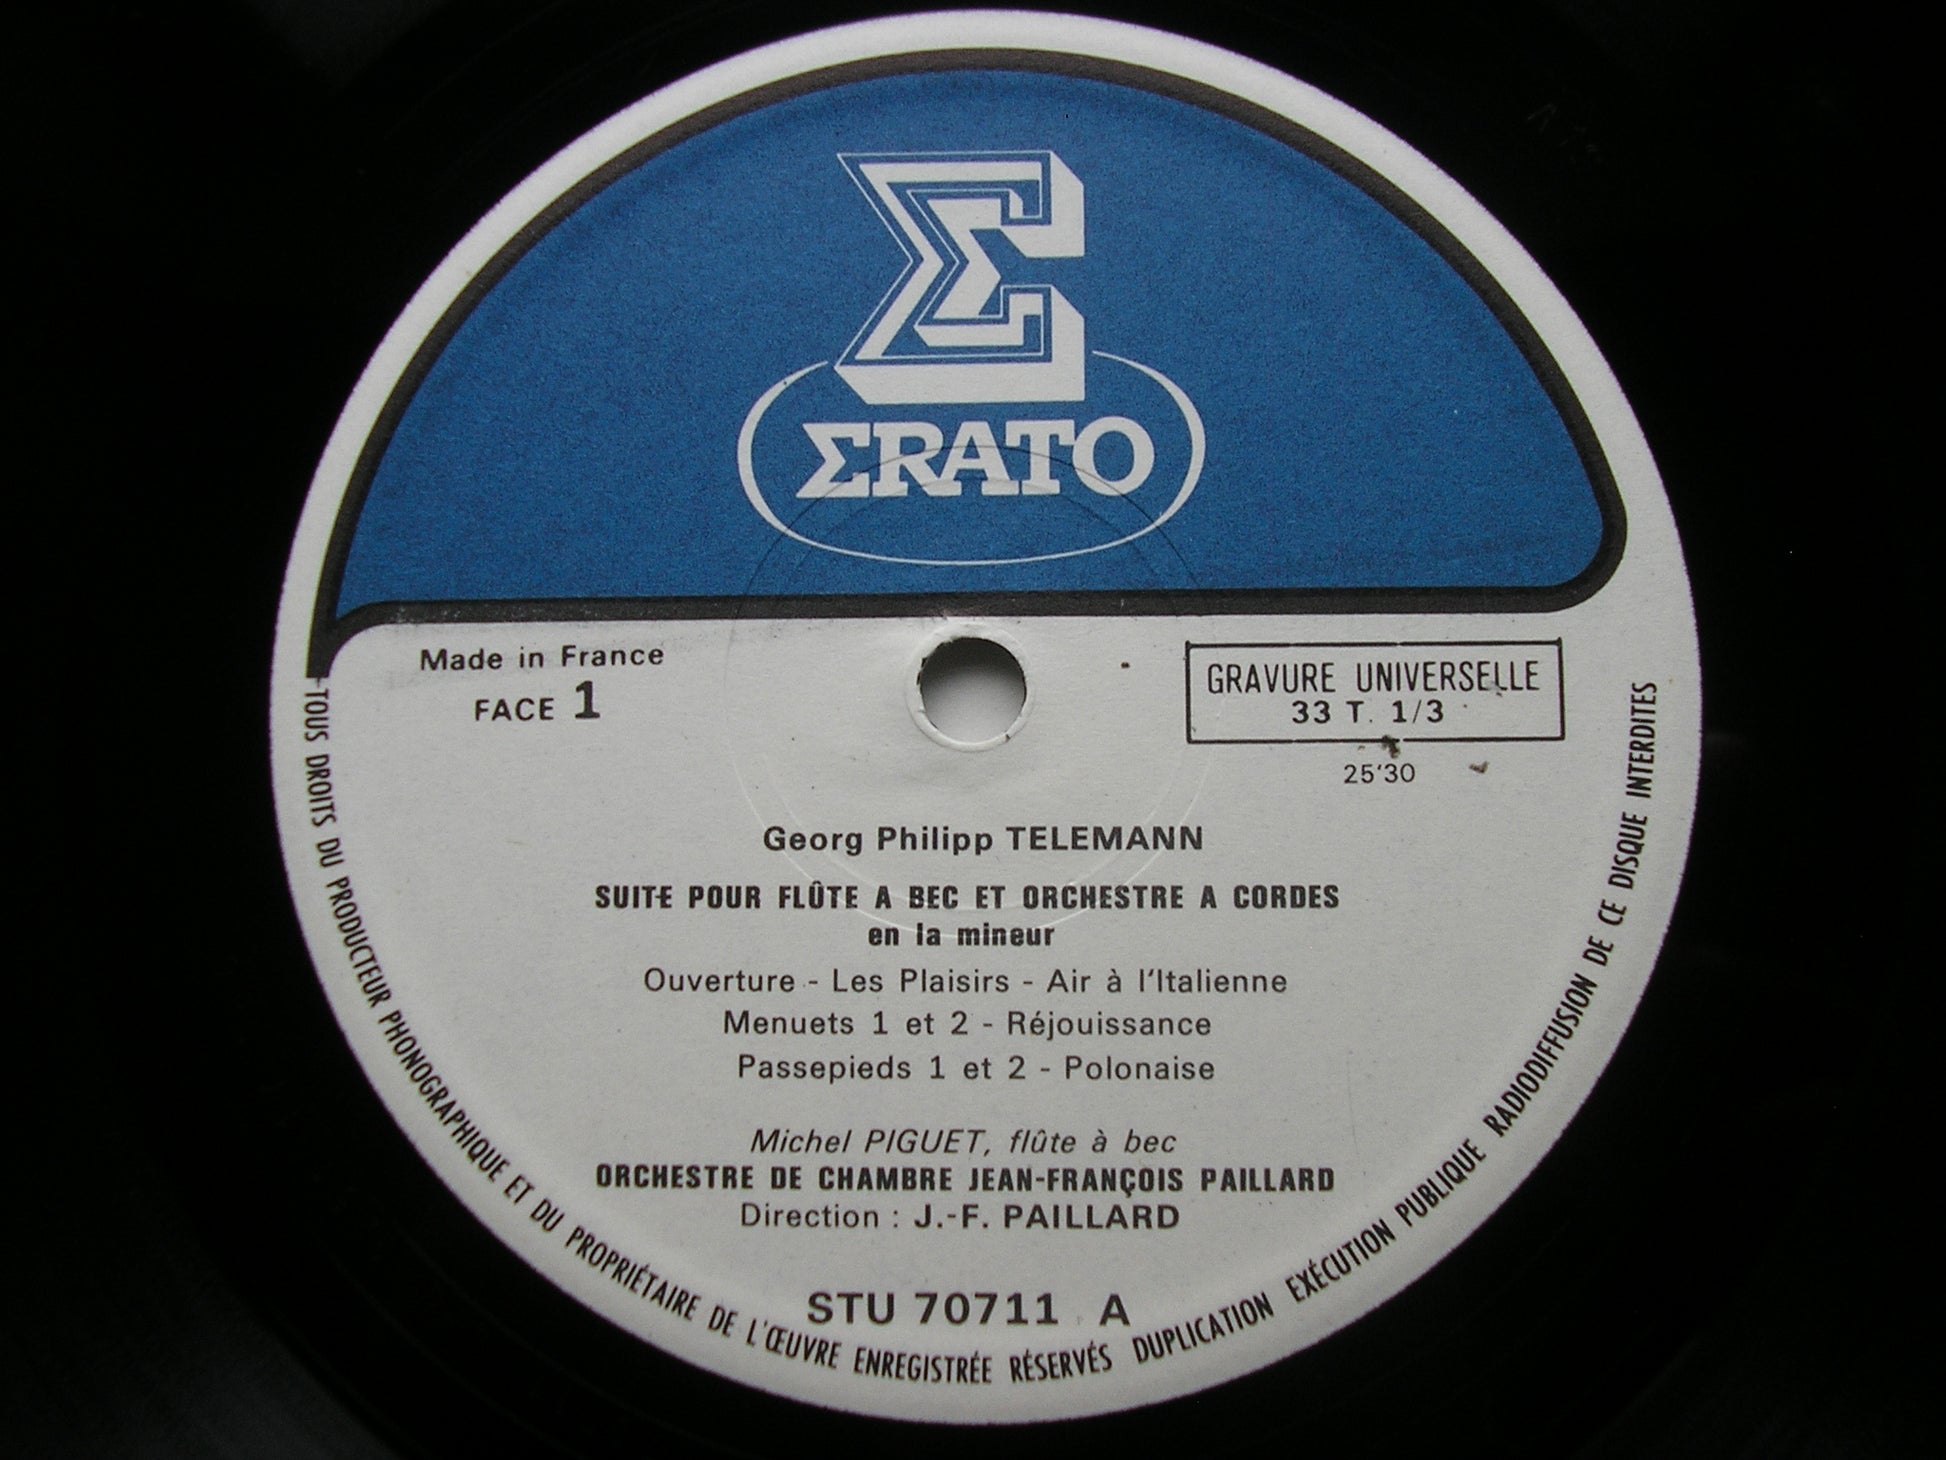 Σ
ΣRATO
Made in France
FACE 1
GRAVURE UNIVERSELLE
33 T. 1/3
25'30
Georg Philipp TELEMANN
SUITE POUR FLÛTE A BEC ET ORCHESTRE A CORDES
en la mineur
Ouverture - Les Plaisirs - Air à l'Italienne
Menuets 1 et 2 - Réjouissance
Passepieds 1 et 2 - Polonaise
Michel PIGUET, flûte à bec
ORCHESTRE DE CHAMBRE JEAN-FRANÇOIS PAILLARD
Direction : J.-F. PAILLARD
STU 70711 A
TOUS DROITS DU PRODUCTEUR PHONOGRAPHIQUE ET DU PROPRIÉTAIRE DE L'ŒUVRE ENREGISTRÉE RÉSERVÉS DUPLICATION EXÉCUTION PUBLIQUE RADIODIFFUSION DE CE DISQUE INTERDITES